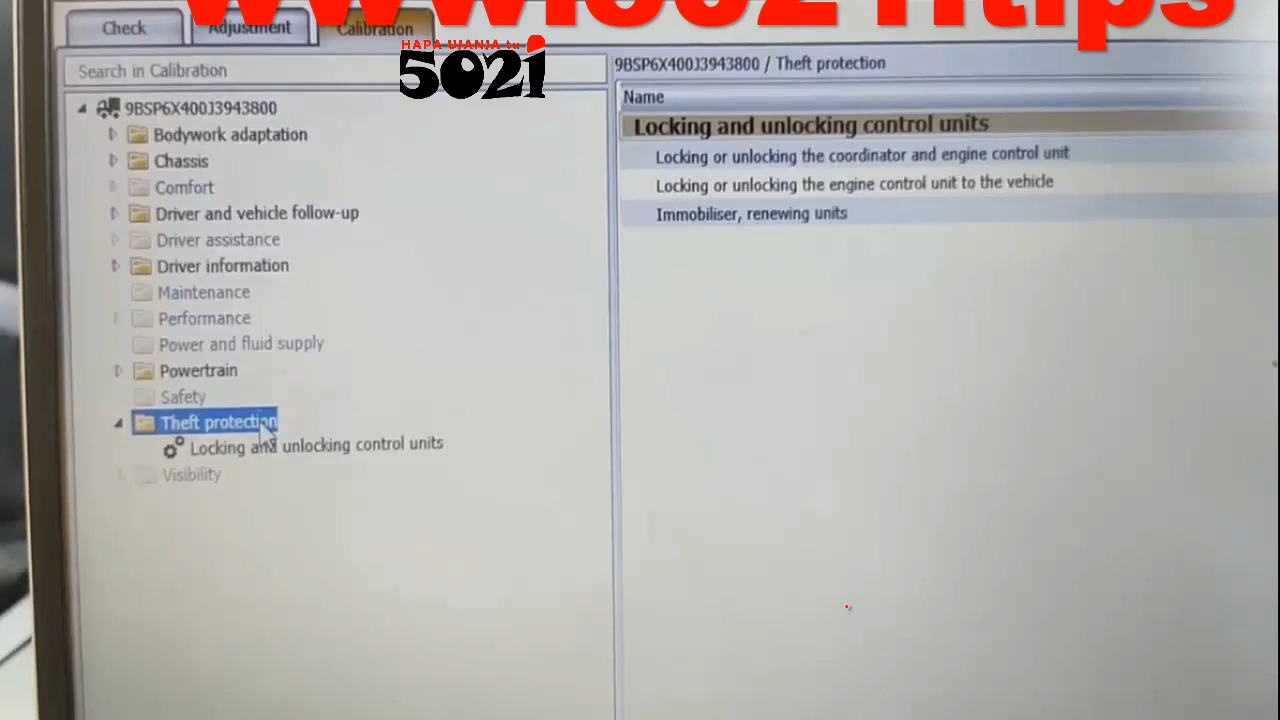 Check
Adjustment
Calibration
HAPA UJANJA tu
5021
Search in Calibration
9BSP6X400J3943800
Bodywork adaptation
Chassis
Comfort
Driver and vehicle follow-up
Driver assistance
Driver information
Maintenance
Performance
Power and fluid supply
Powertrain
Safety
Theft protection
Locking and unlocking control units
Visibility
9BSP6X400J3943800 / Theft protection
Name
Locking and unlocking control units
Locking or unlocking the coordinator and engine control unit
Locking or unlocking the engine control unit to the vehicle
Immobiliser, renewing units